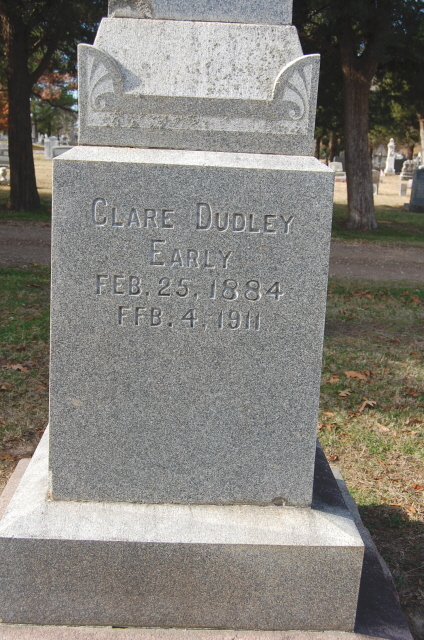 Clare Dudley
Early
Feb. 25, 1884
Feb. 4, 1911